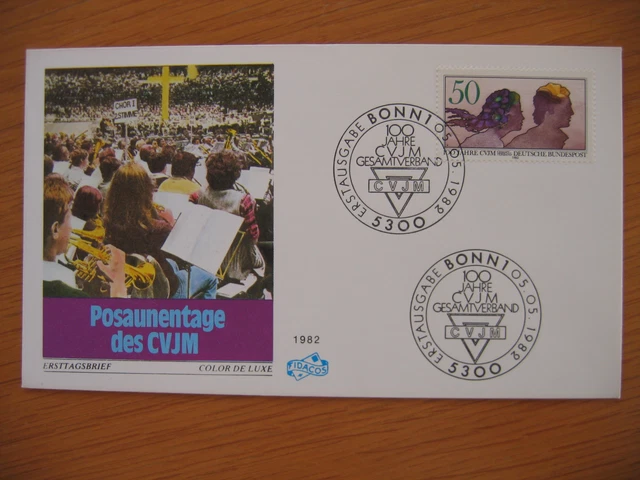 CHOR I
STIMME
Posaunentage
des CVJM
ERSTTAGSBRIEF
COLOR DE LUXE
1982
FIDACOS
50
100 JAHRE CVJM
DEUTSCHE BUNDESPOST
ERSTAUSGABE BONN 1 05.05.1982
100
JAHRE
CVJM
GESAMTVERBAND
CVJM
5300
ERSTAUSGABE BONN 1 05.05.1982
100
JAHRE
CVJM
GESAMTVERBAND
CVJM
5300